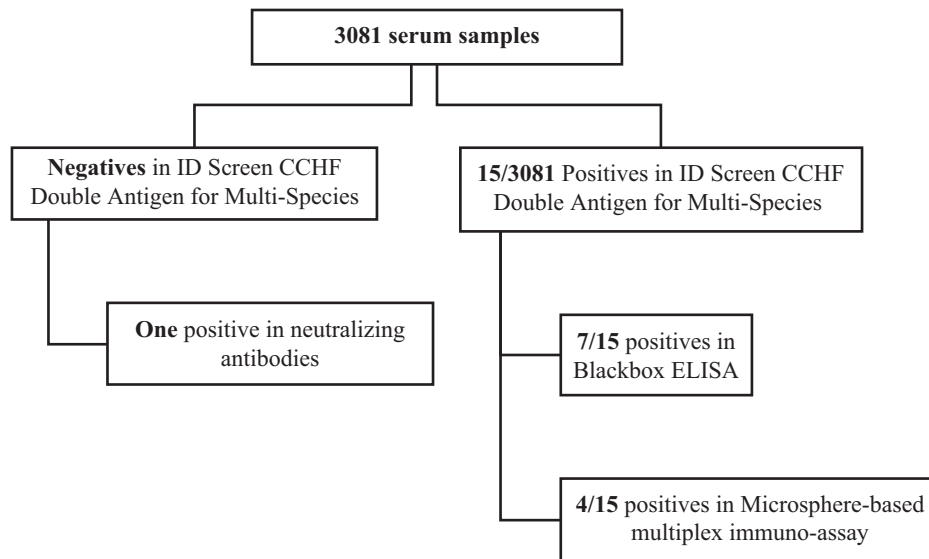 3081 serum samples
Negatives in ID Screen CCHF
Double Antigen for Multi-Species
15/3081 Positives in ID Screen CCHF
Double Antigen for Multi-Species
One positive in neutralizing
antibodies
7/15 positives in
Blackbox ELISA
4/15 positives in Microsphere-based
multiplex immuno-assay